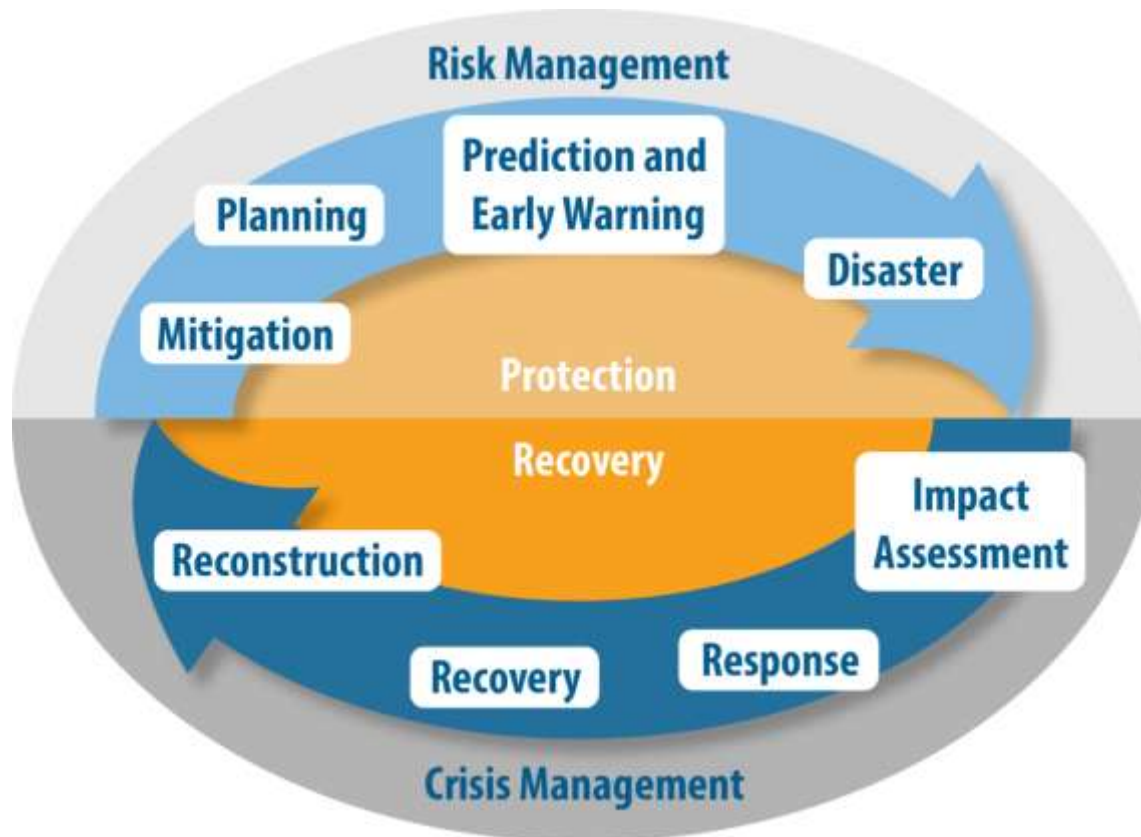 Risk Management
Prediction and
Early Warning
Planning
Disaster
Mitigation
Protection
Recovery
Impact
Assessment
Reconstruction
Response
Recovery
Crisis Management